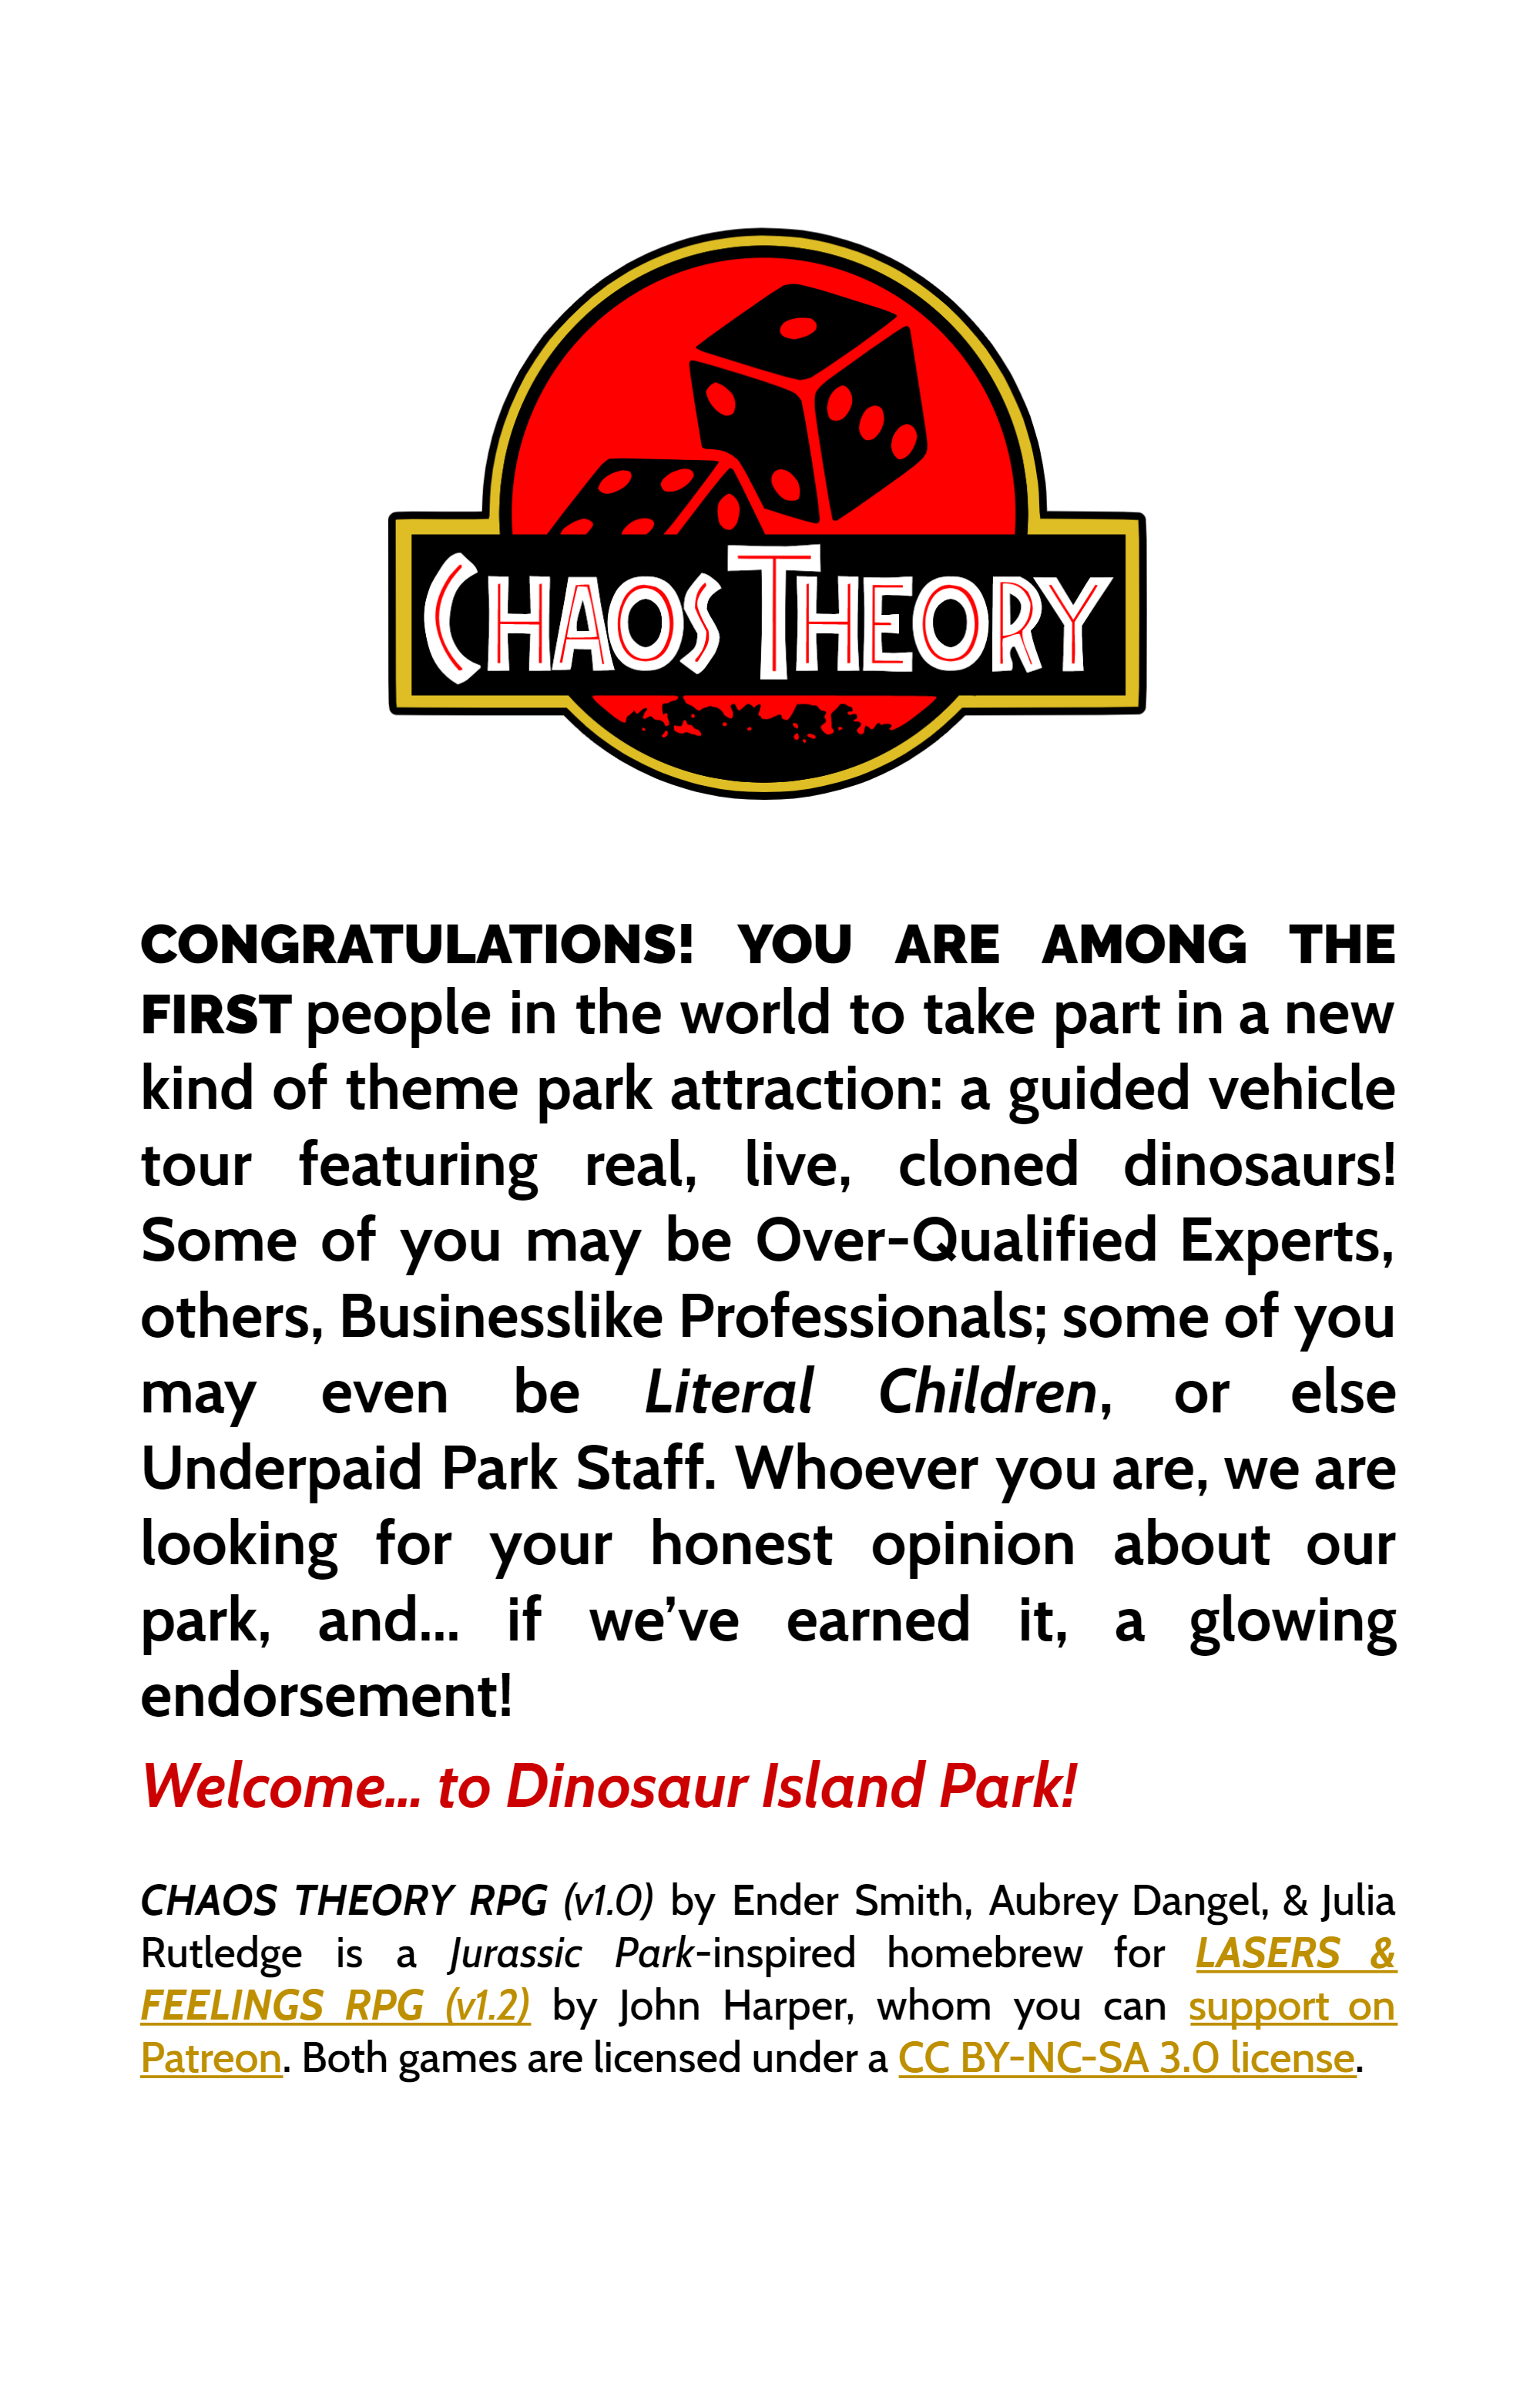 CHAOS THEORY
CONGRATULATIONS! YOU ARE AMONG THE
FIRST people in the world to take part in a new
kind of theme park attraction: a guided vehicle
tour featuring real, live, cloned dinosaurs!
Some of you may be Over-Qualified Experts,
others, Businesslike Professionals; some of you
may even be Literal Children, or else
Underpaid Park Staff. Whoever you are, we are
looking for your honest opinion about our
park, and... if we’ve earned it, a glowing
endorsement!
Welcome... to Dinosaur Island Park!
CHAOS THEORY RPG (v1.0) by Ender Smith, Aubrey Dangel, & Julia
Rutledge is a Jurassic Park-inspired homebrew for LASERS &
FEELINGS RPG (v1.2) by John Harper, whom you can support on
Patreon. Both games are licensed under a CC BY-NC-SA 3.0 license.